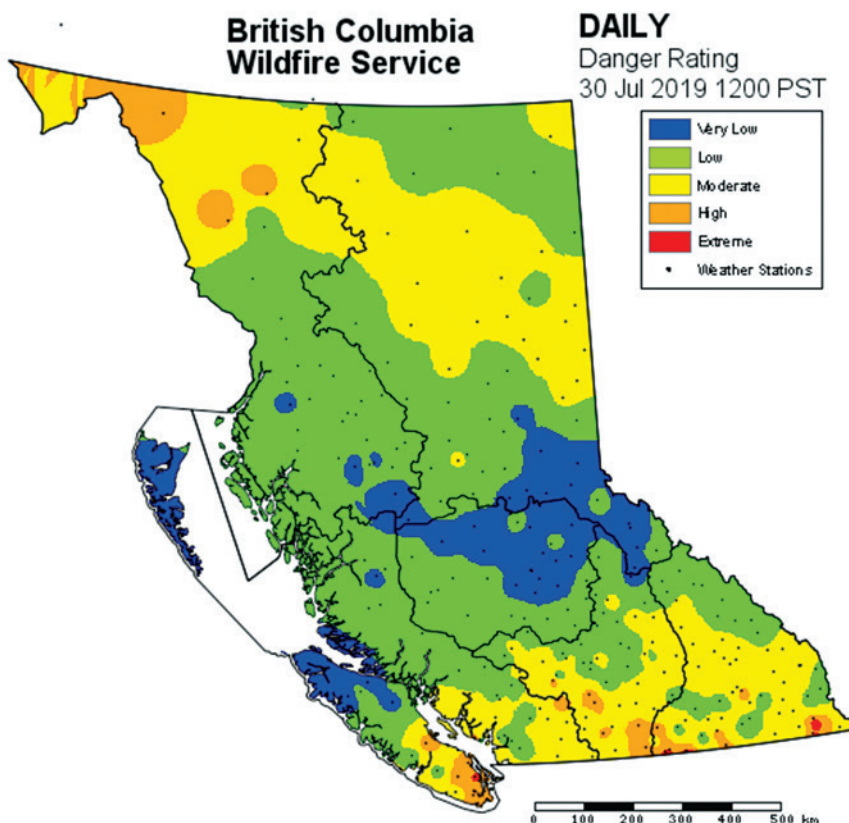 British Columbia
Wildfire Service
DAILY
Danger Rating
30 Jul 2019 1200 PST
Very Low
Low
Moderate
High
Extreme
Weather Stations
0 100 200 300 400 500 km